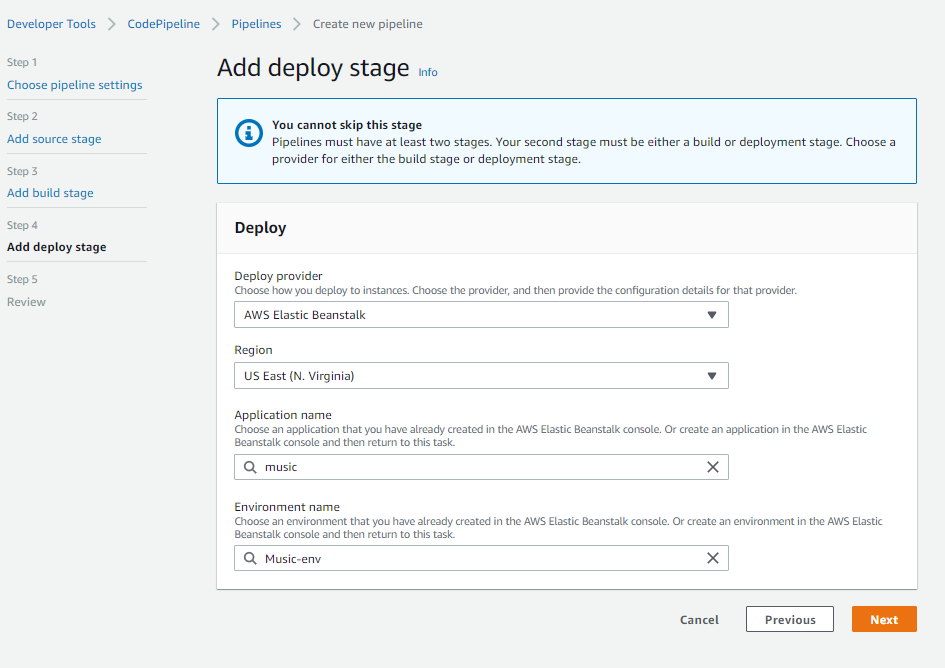 Developer Tools > CodePipeline > Pipelines > Create new pipeline
Step 1
Choose pipeline settings
Step 2
Add source stage
Step 3
Add build stage
Step 4
Add deploy stage
Step 5
Review
Add deploy stage Info
You cannot skip this stage
Pipelines must have at least two stages. Your second stage must be either a build or deployment stage. Choose a
provider for either the build stage or deployment stage.
Deploy
Deploy provider
Choose how you deploy to instances. Choose the provider, and then provide the configuration details for that provider.
AWS Elastic Beanstalk
Region
US East (N. Virginia)
Application name
Choose an application that you have already created in the AWS Elastic Beanstalk console. Or create an application in the AWS Elastic
Beanstalk console and then return to this task.
music
Environment name
Choose an environment that you have already created in the AWS Elastic Beanstalk console. Or create an environment in the AWS Elastic
Beanstalk console and then return to this task.
Music-env
Cancel Previous Next